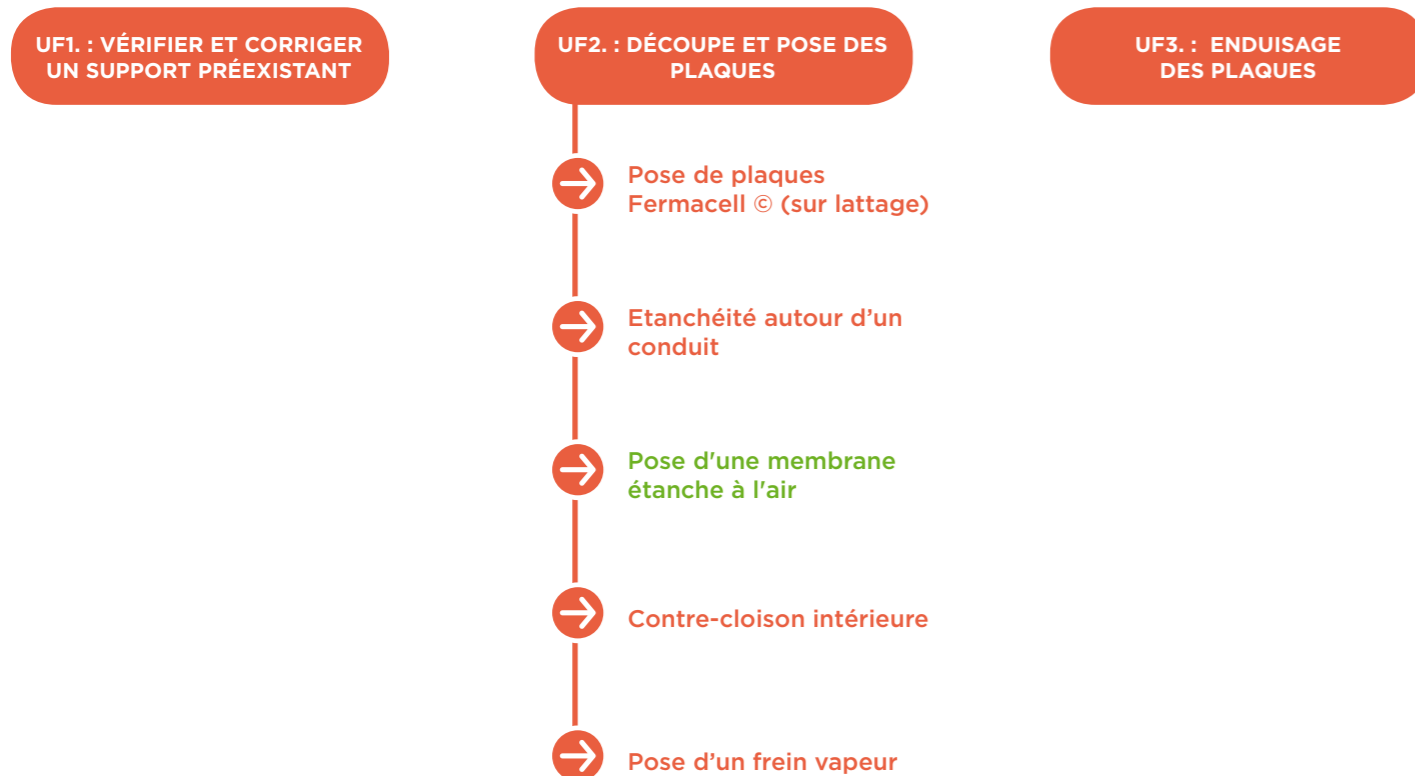 UF1. : VÉRIFIER ET CORRIGER
UN SUPPORT PRÉEXISTANT
UF2. : DÉCOUPE ET POSE DES
PLAQUES
UF3. : ENDUISAGE
DES PLAQUES
Pose de plaques
Fermacell © (sur lattage)
Etanchéité autour d’un
conduit
Pose d'une membrane
étanche à l'air
Contre-cloison intérieure
Pose d’un frein vapeur